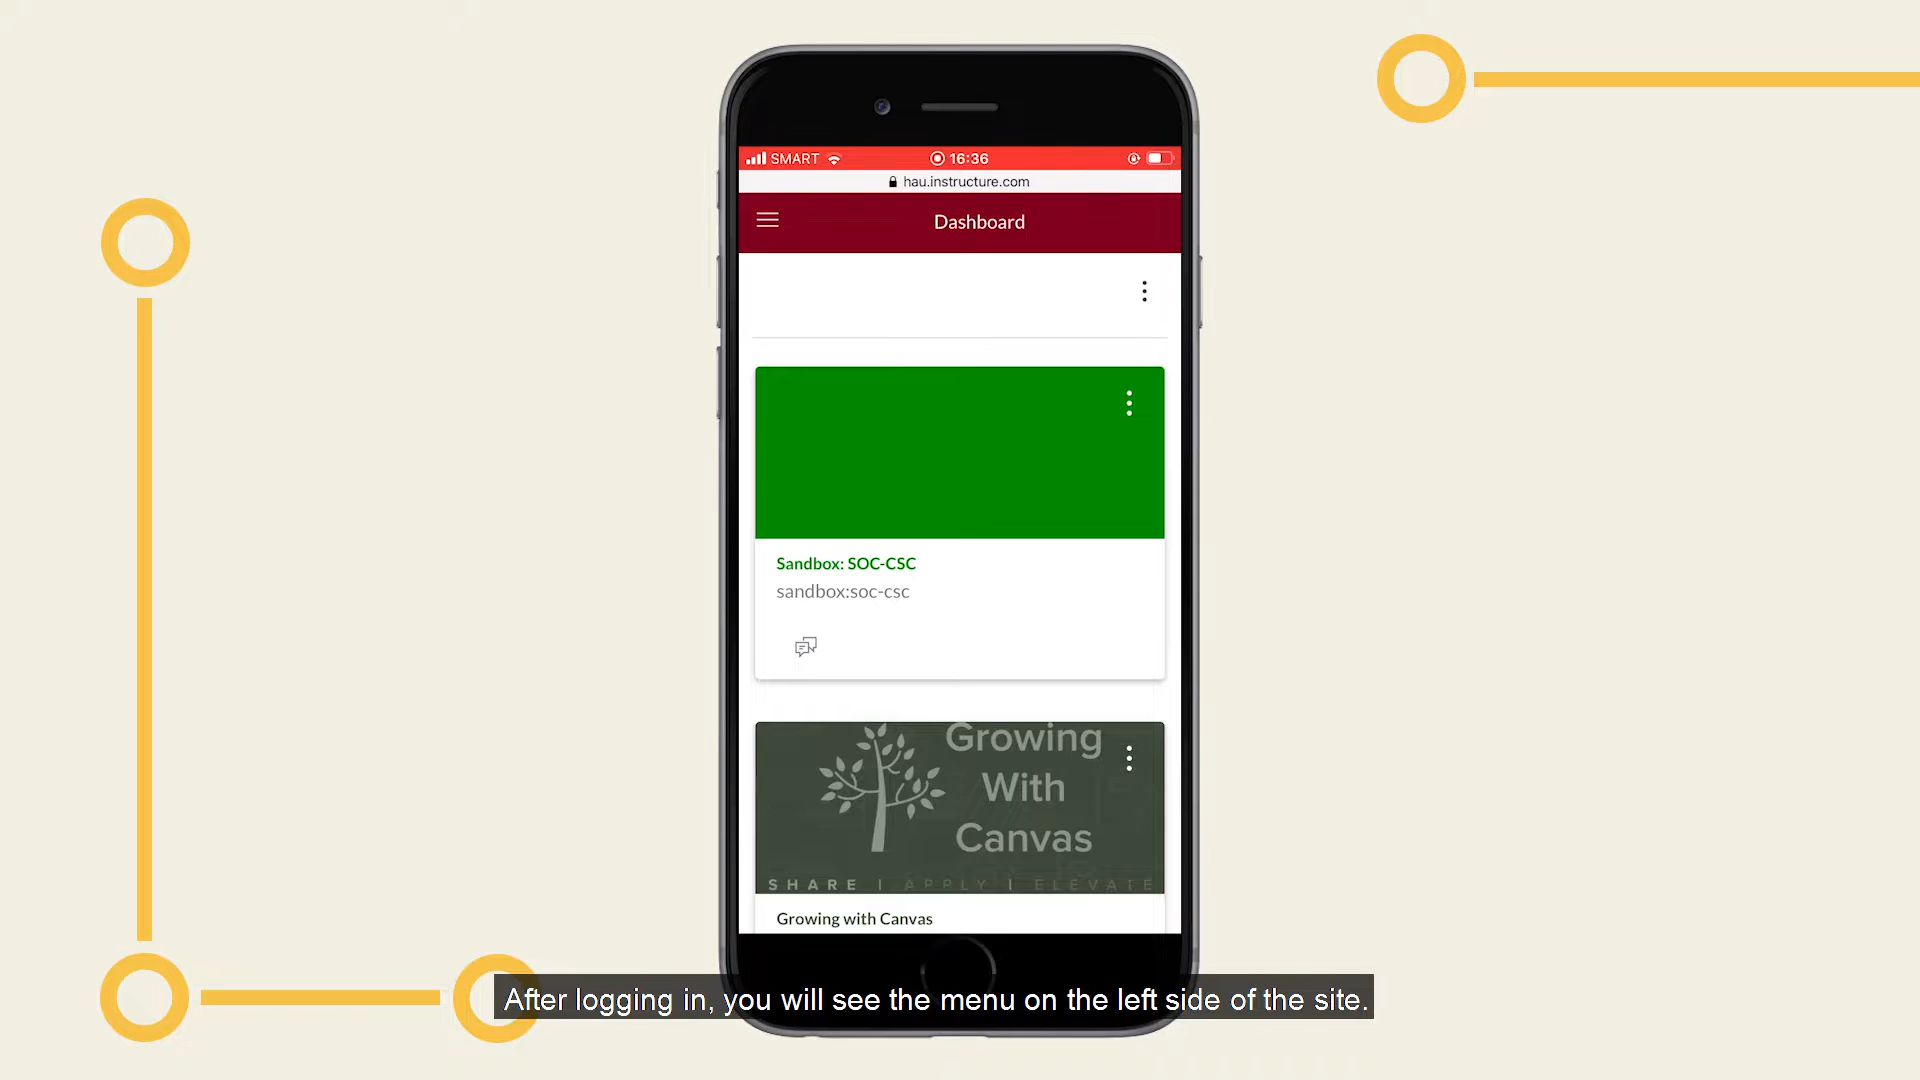 SMART
16:36
hau.instructure.com
Dashboard
Sandbox: SOC-CSC
sandbox:soc-csc
Growing
With
Canvas
SHARE | APPLY | ELEVATE
Growing with Canvas
After logging in, you will see the menu on the left side of the site.